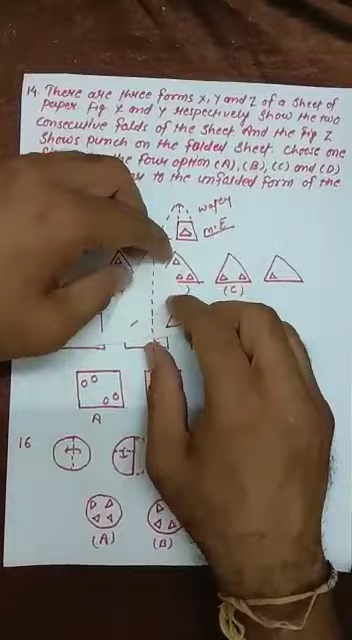 14. There are three forms X, Y and Z of a Sheet of
paper. Fig X and Y respectively Show the two
Consecutive folds of the Sheet. And the Fig Z
Shows punch on the folded Sheet. Choose one
the four option (A), (B), (C) and (D)
to the unfolded form of the
M.E
(C)
A
16
(A) (B)